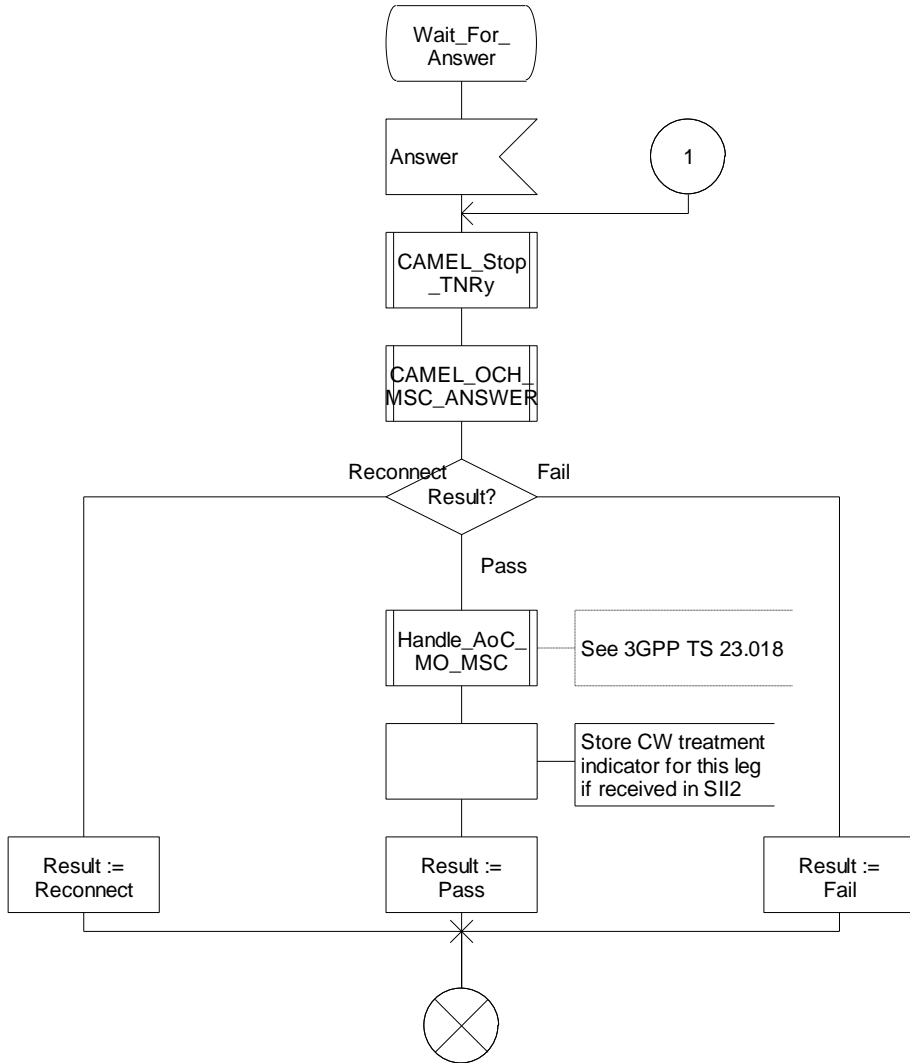 Wait_For_
Answer
Answer
1
CAMEL_Stop
_TNRy
CAMEL_OCH_
MSC_ANSWER
Reconnect
Fail
Result?
Pass
Handle_AoC_
MO_MSC
See 3GPP TS 23.018
Store CW treatment
indicator for this leg
if received in SII2
Result :=
Reconnect
Result :=
Pass
Result :=
Fail